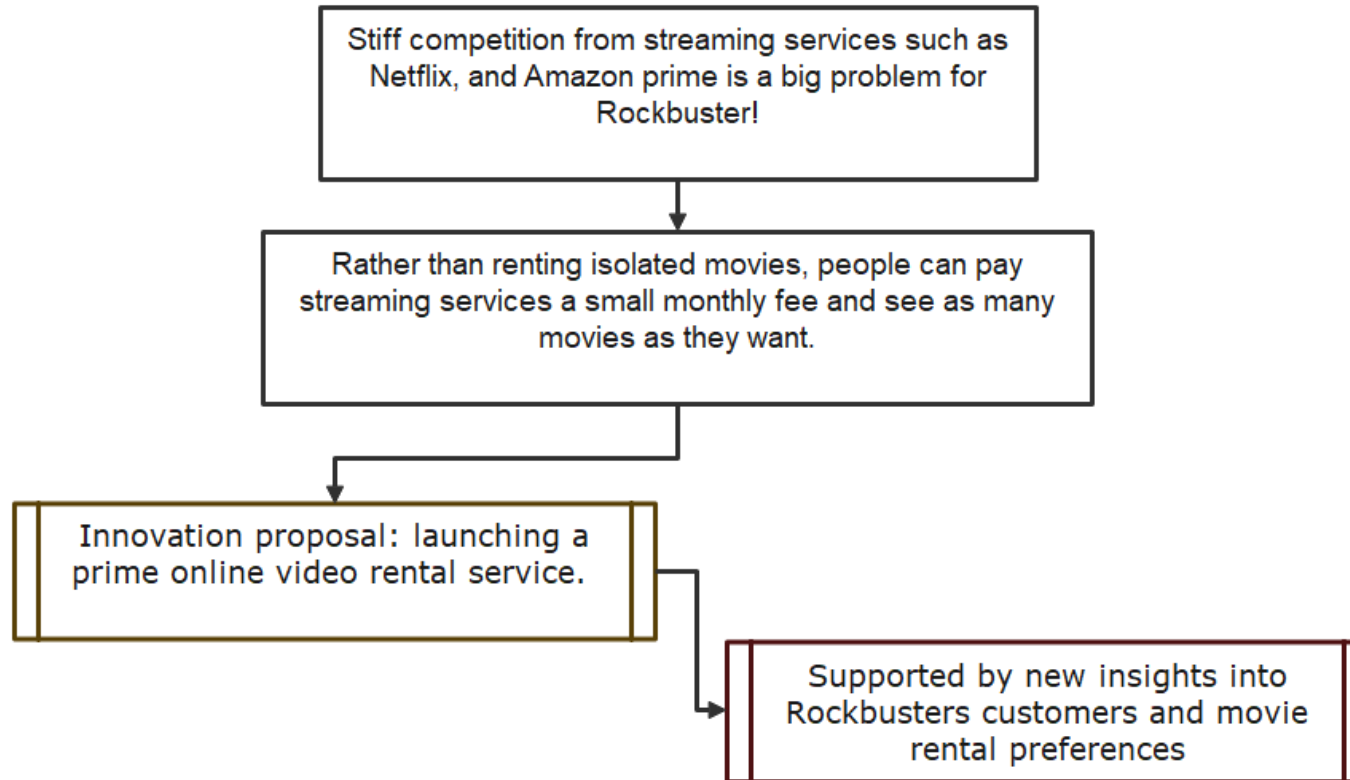 Stiff competition from streaming services such as
Netflix, and Amazon prime is a big problem for
Rockbuster!
Rather than renting isolated movies, people can pay
streaming services a small monthly fee and see as many
movies as they want.
Innovation proposal: launching a
prime online video rental service.
Supported by new insights into
Rockbusters customers and movie
rental preferences